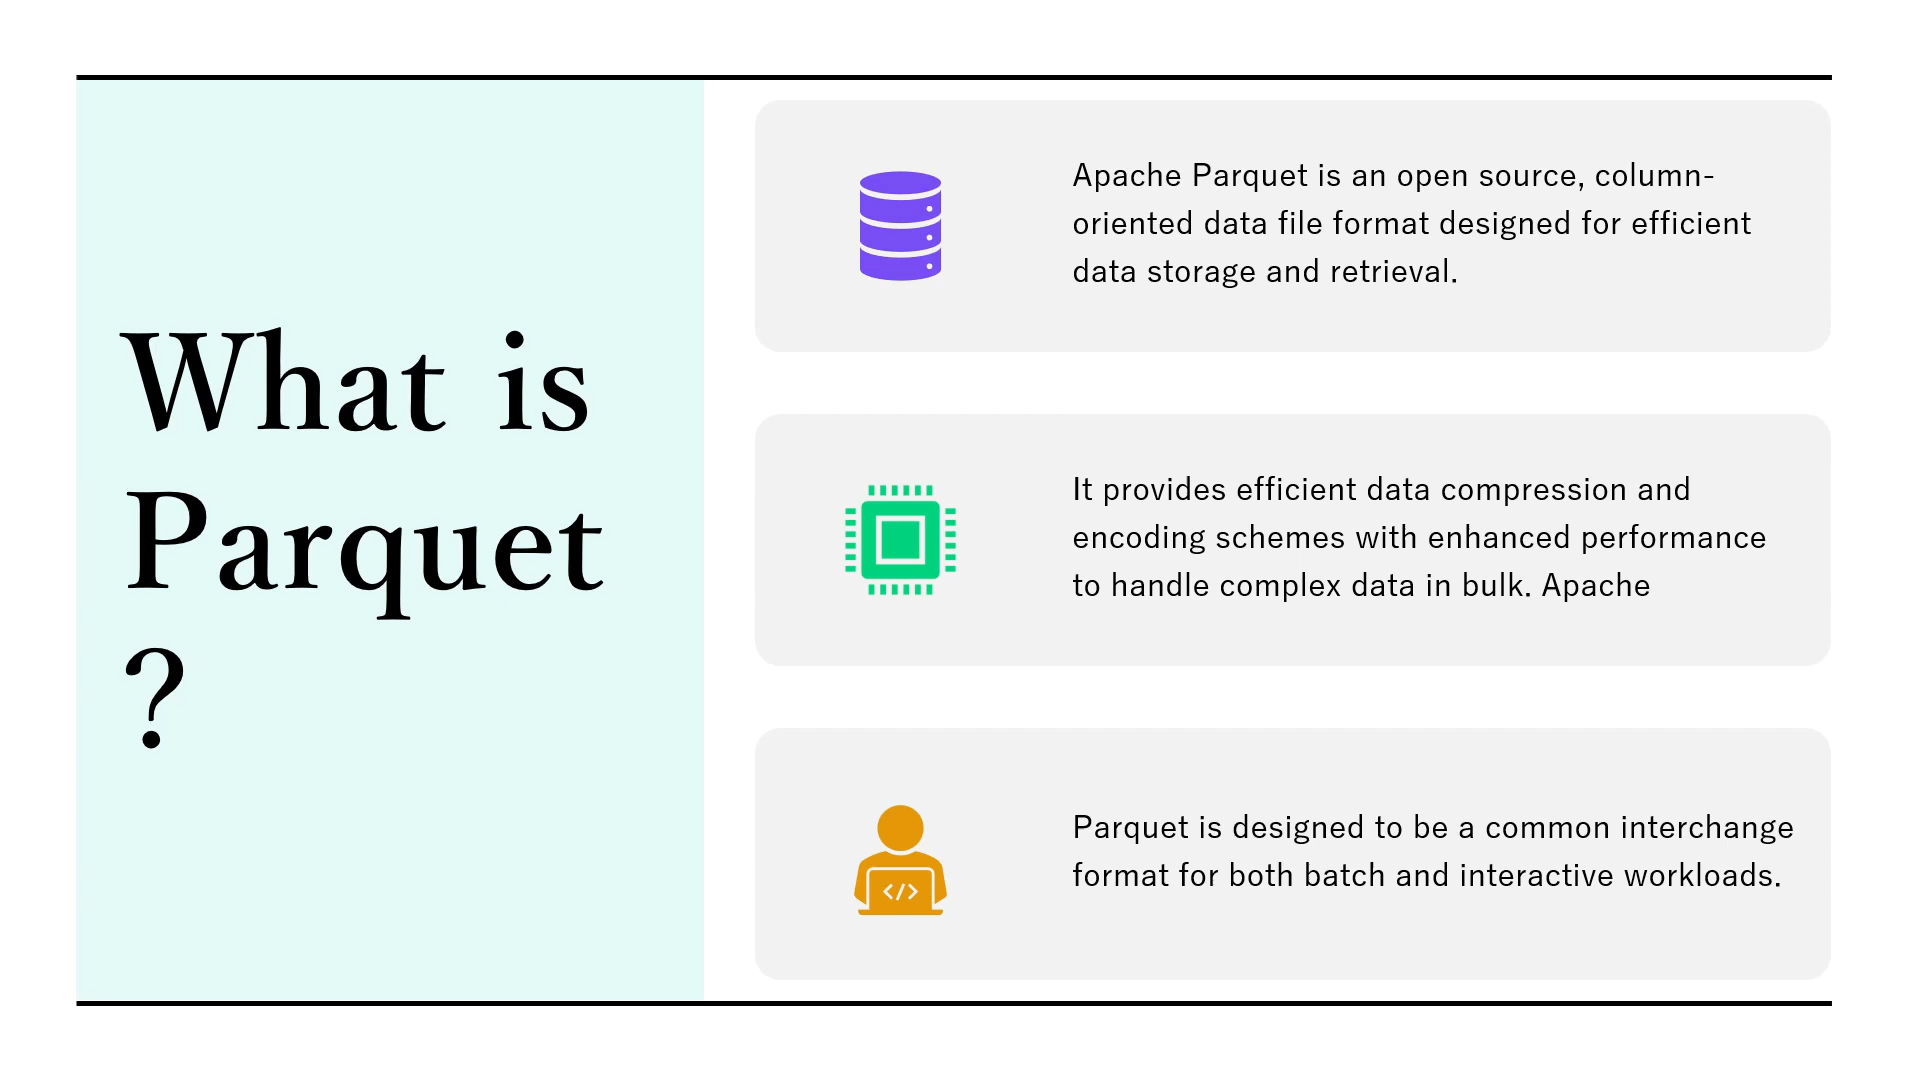 What is
Parquet
?
Apache Parquet is an open source, column-
oriented data file format designed for efficient
data storage and retrieval.
It provides efficient data compression and
encoding schemes with enhanced performance
to handle complex data in bulk. Apache
Parquet is designed to be a common interchange
format for both batch and interactive workloads.